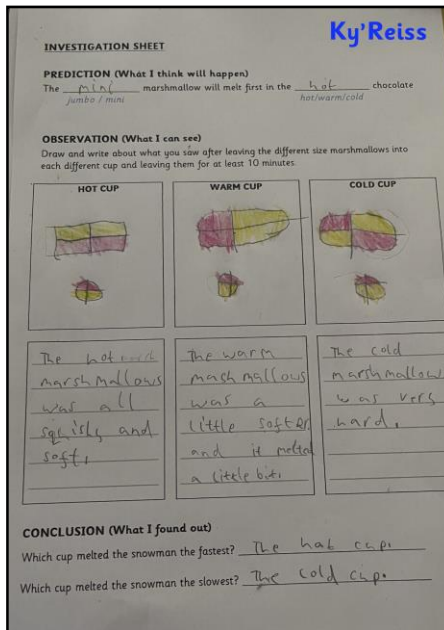 Ky'Reiss
INVESTIGATION SHEET
PREDICTION (What I think will happen)
The mini marshmallow will melt first in the hot chocolate
jumbo / mini hot/warm/cold
OBSERVATION (What I can see)
Draw and write about what you saw after leaving the different size marshmallows into
each different cup and leaving them for at least 10 minutes.
HOT CUP
WARM CUP
COLD CUP
The hot
marshmallows
was all
squishy and
soft.
The warm
mashmallows
was a
little softer
and it melted
a little bit.
The cold
marshmallow
was very
hard.
CONCLUSION (What I found out)
Which cup melted the snowman the fastest? The hat cup.
Which cup melted the snowman the slowest? The cold cup.